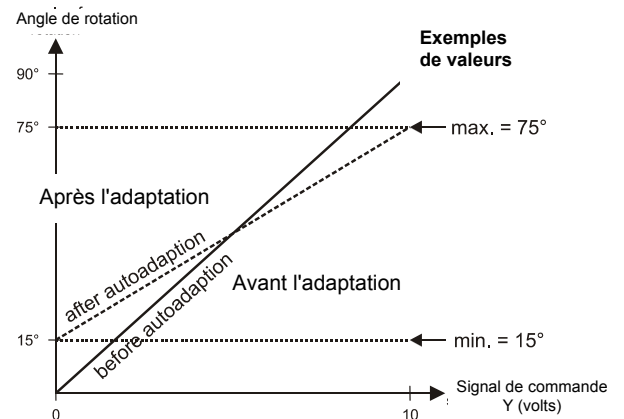 Angle de rotation
Exemples
de valeurs
90°
75°
max. = 75°
Après l'adaptation
after autoadaption
before autoadaption
Avant l'adaptation
15°
min. = 15°
Signal de commande
Y (volts)
0
10